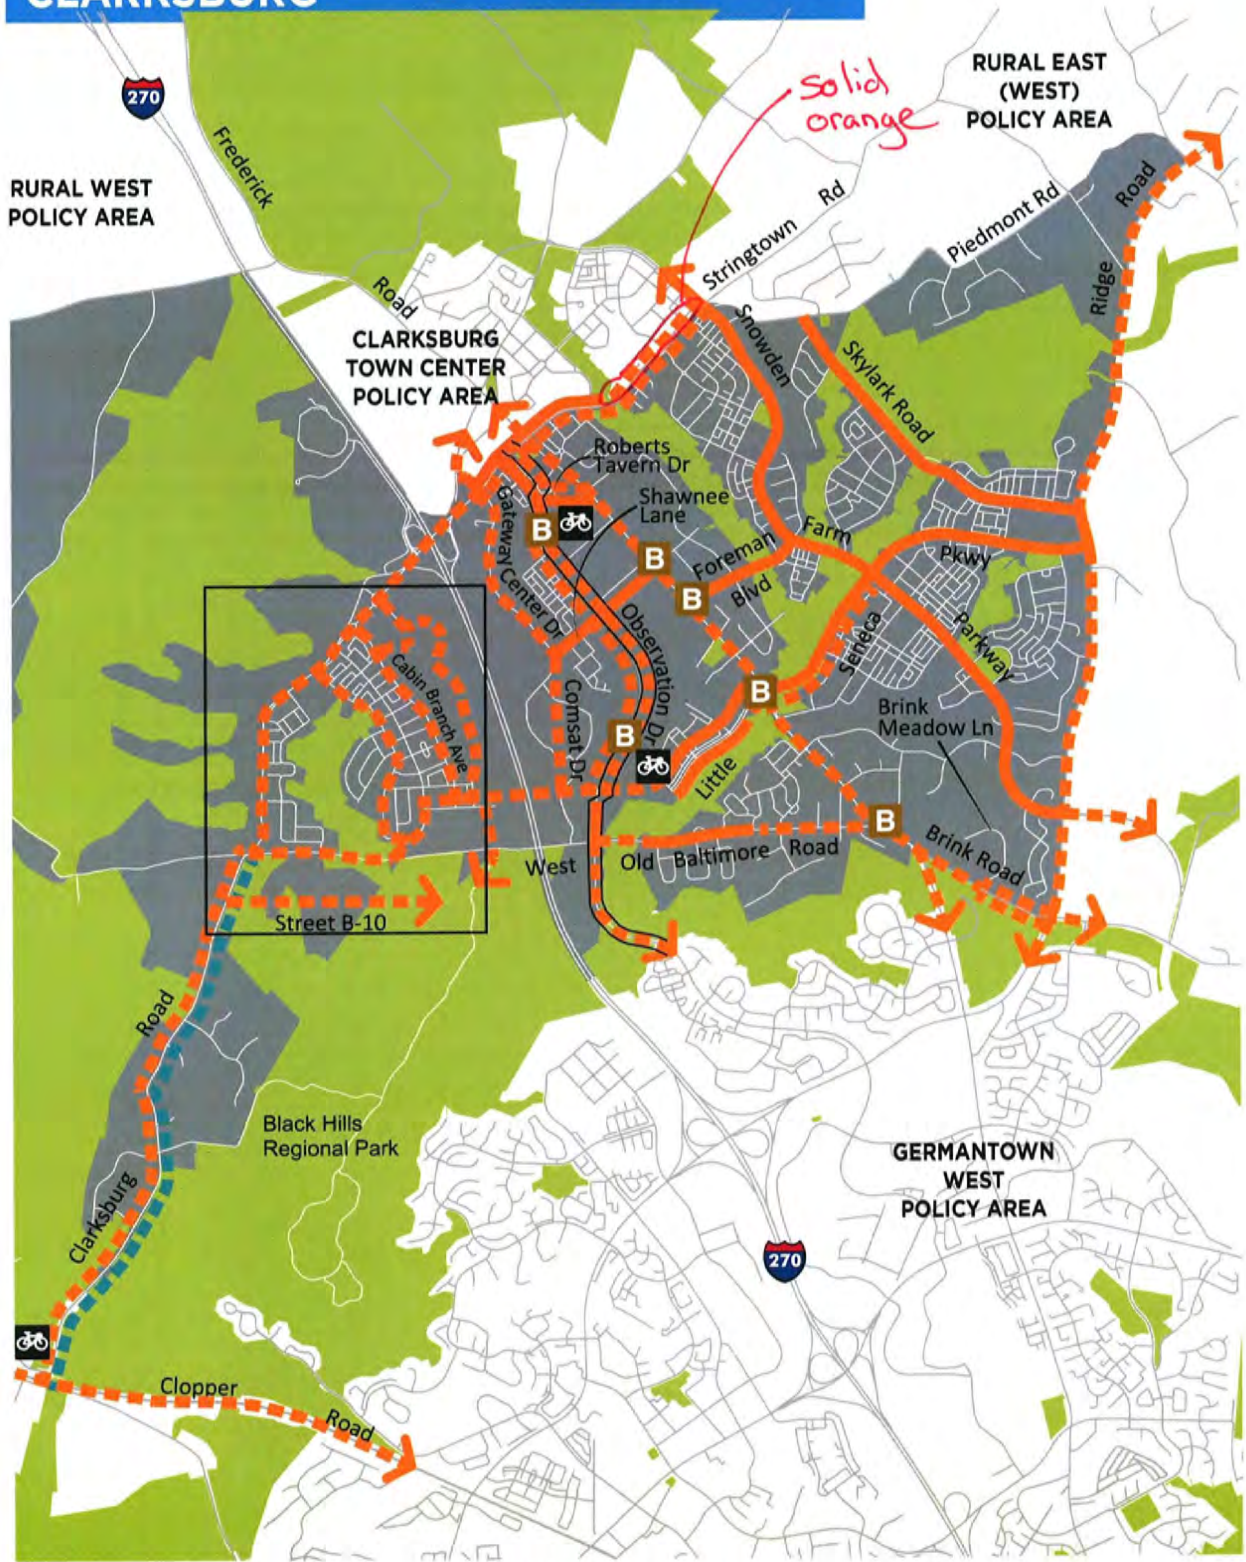 CLARKSBURG
270
Frederick
Road
RURAL WEST
POLICY AREA
solid
orange
RURAL EAST
(WEST)
POLICY AREA
Stringtown Rd
Piedmont Rd
Ridge Road
CLARKSBURG
TOWN CENTER
POLICY AREA
Snowden
Skylark Road
Roberts
Tavern Dr
Shawnee
Lane
Gateway Center Dr
B
B
B
Foreman
Blvd
Farm
Pkwy
Parkway
Seneca
Observation Dr
Cabin Branch Ave
Comsat Dr
B
B
Little
Brink
Meadow Ln
B
West Old Baltimore Road
Brink Road
Street B-10
Road
Clarksburg
Black Hills
Regional Park
GERMANTOWN
WEST
POLICY AREA
270
Clopper
Road